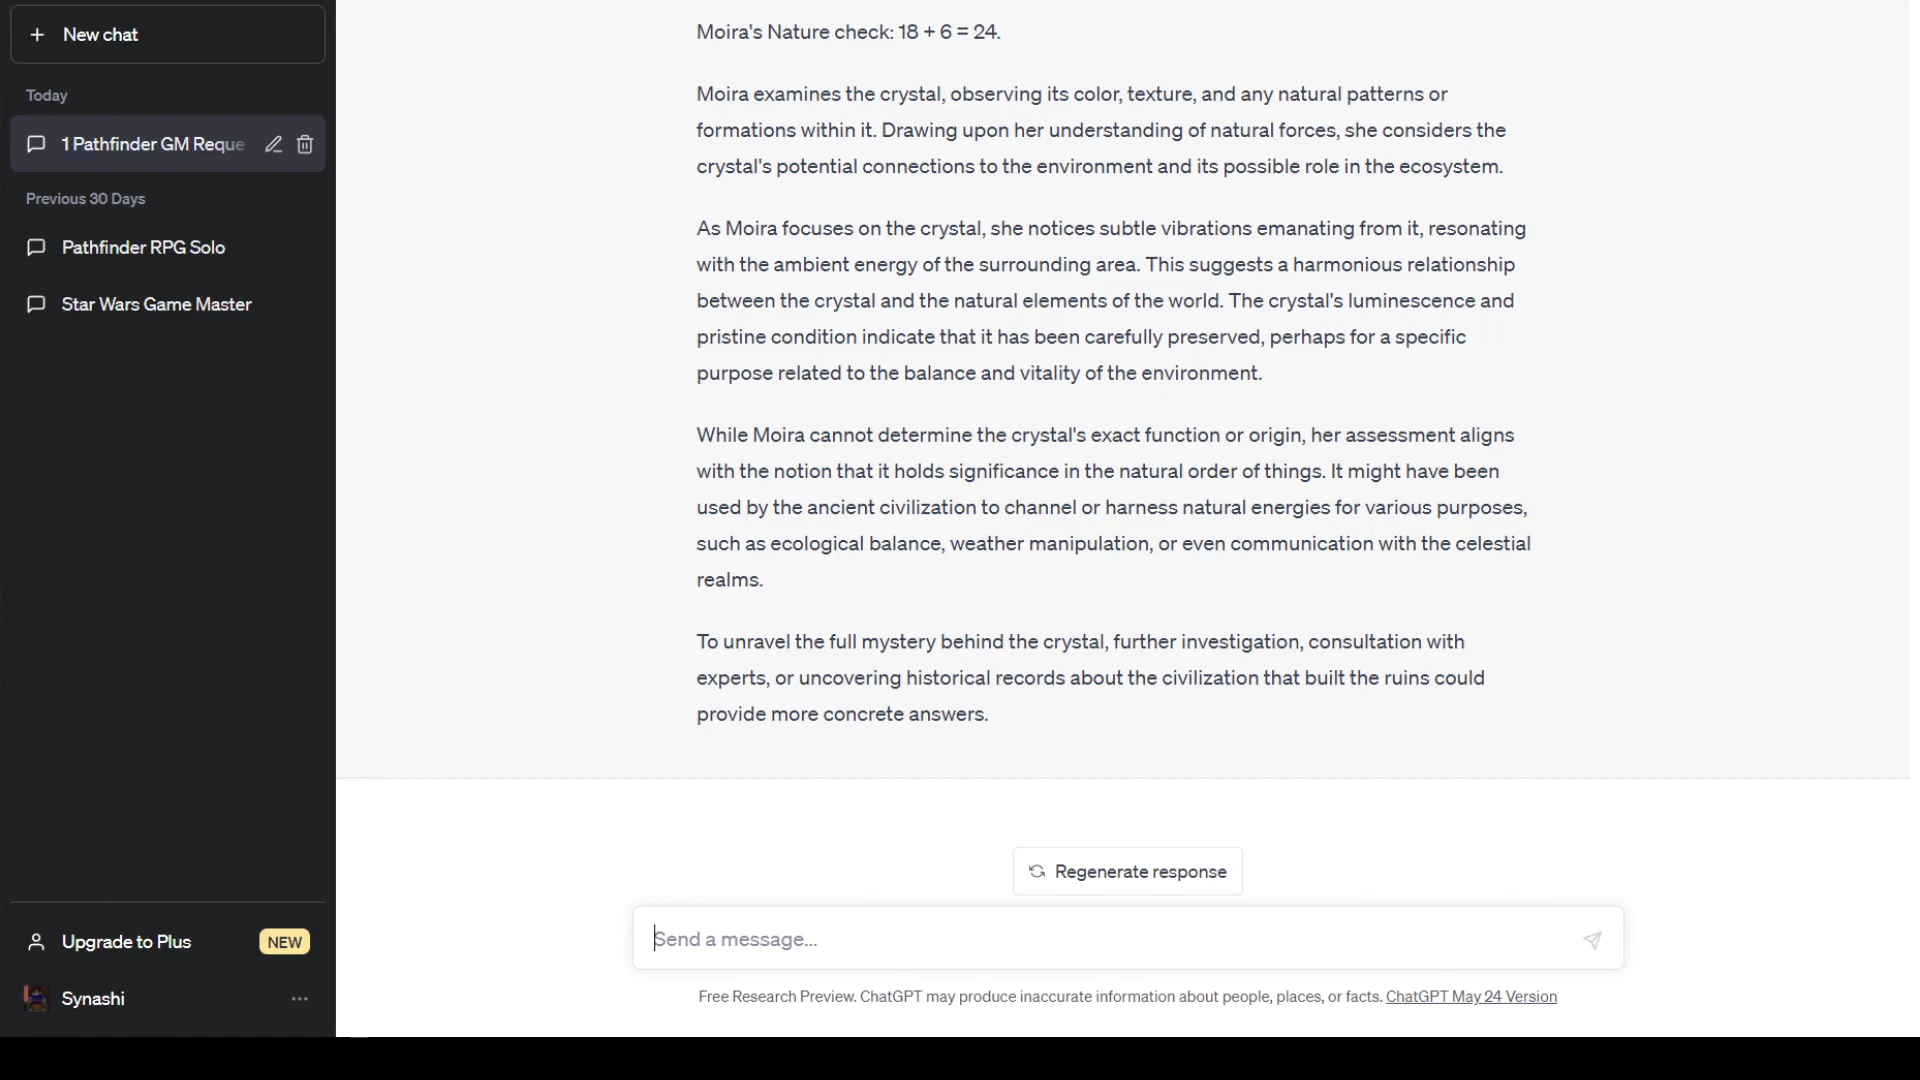 New chat
Today
1 Pathfinder GM Reque
Previous 30 Days
Pathfinder RPG Solo
Star Wars Game Master
Upgrade to Plus NEW
Synashi
Moira's Nature check: 18 + 6 = 24.
Moira examines the crystal, observing its color, texture, and any natural patterns or
formations within it. Drawing upon her understanding of natural forces, she considers the
crystal's potential connections to the environment and its possible role in the ecosystem.
As Moira focuses on the crystal, she notices subtle vibrations emanating from it, resonating
with the ambient energy of the surrounding area. This suggests a harmonious relationship
between the crystal and the natural elements of the world. The crystal's luminescence and
pristine condition indicate that it has been carefully preserved, perhaps for a specific
purpose related to the balance and vitality of the environment.
While Moira cannot determine the crystal's exact function or origin, her assessment aligns
with the notion that it holds significance in the natural order of things. It might have been
used by the ancient civilization to channel or harness natural energies for various purposes,
such as ecological balance, weather manipulation, or even communication with the celestial
realms.
To unravel the full mystery behind the crystal, further investigation, consultation with
experts, or uncovering historical records about the civilization that built the ruins could
provide more concrete answers.
Regenerate response
Send a message...
Free Research Preview. ChatGPT may produce inaccurate information about people, places, or facts. ChatGPT May 24 Version